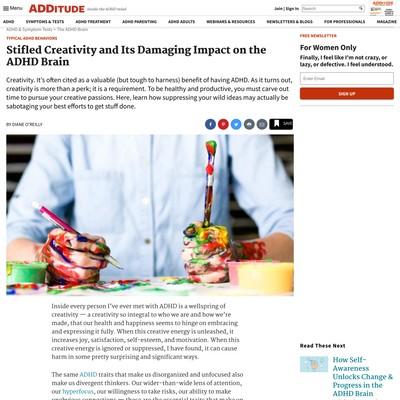 Menu
ADDITUDE
inside the ADHD mind
Join | Sign In
Search
SYMPTOMS & TESTS
ADHD TREATMENT
ADHD PARENTS
ADHD ADULTS
WEBINARS
NEWSLETTERS & BLOGS
FOR PROFESSIONALS
ADHD MAGAZINE
ADHD & Symptom Tests > The ADHD Brain
TYPICAL ADHD BEHAVIORS
Stifled Creativity and Its Damaging Impact on the
ADHD Brain
Creativity. It's often cited as a valuable (but tough to harness) benefit of having ADHD. As it turns out,
creativity is more than a perk; it is a requirement. To be healthy and productive, you must carve out
time to pursue your creative passions. Here, learn how suppressing your wild ideas may actually be
sabotaging your best efforts to get stuff done.
BY DIANE O'REILLY
SAVE
FREE NEWSLETTER
For Women Only
Finally, I feel like I'm not crazy, or
lazy, or defective. I feel understood.
Enter Email
SIGN UP
Inside every person I've ever met with ADHD is a wellspring of
creativity — a creativity so integral to who we are and how we're
made, that our health and happiness seems to hinge on embracing
and expressing it fully. When this creative energy is unleashed, it
increases joy, satisfaction, self-esteem, and motivation. When this
creative energy is ignored or suppressed, I have found, it can cause
harm in some pretty surprising and significant ways.
The same ADHD traits that make us disorganized and unfocused also
make us divergent thinkers. Our wider-than-wide lens of attention,
our hyperfocus, our willingness to take risks, our ability to make
Read These Next
How Self-
Awareness
Unlocks Change &
Progress in the
ADHD Brain